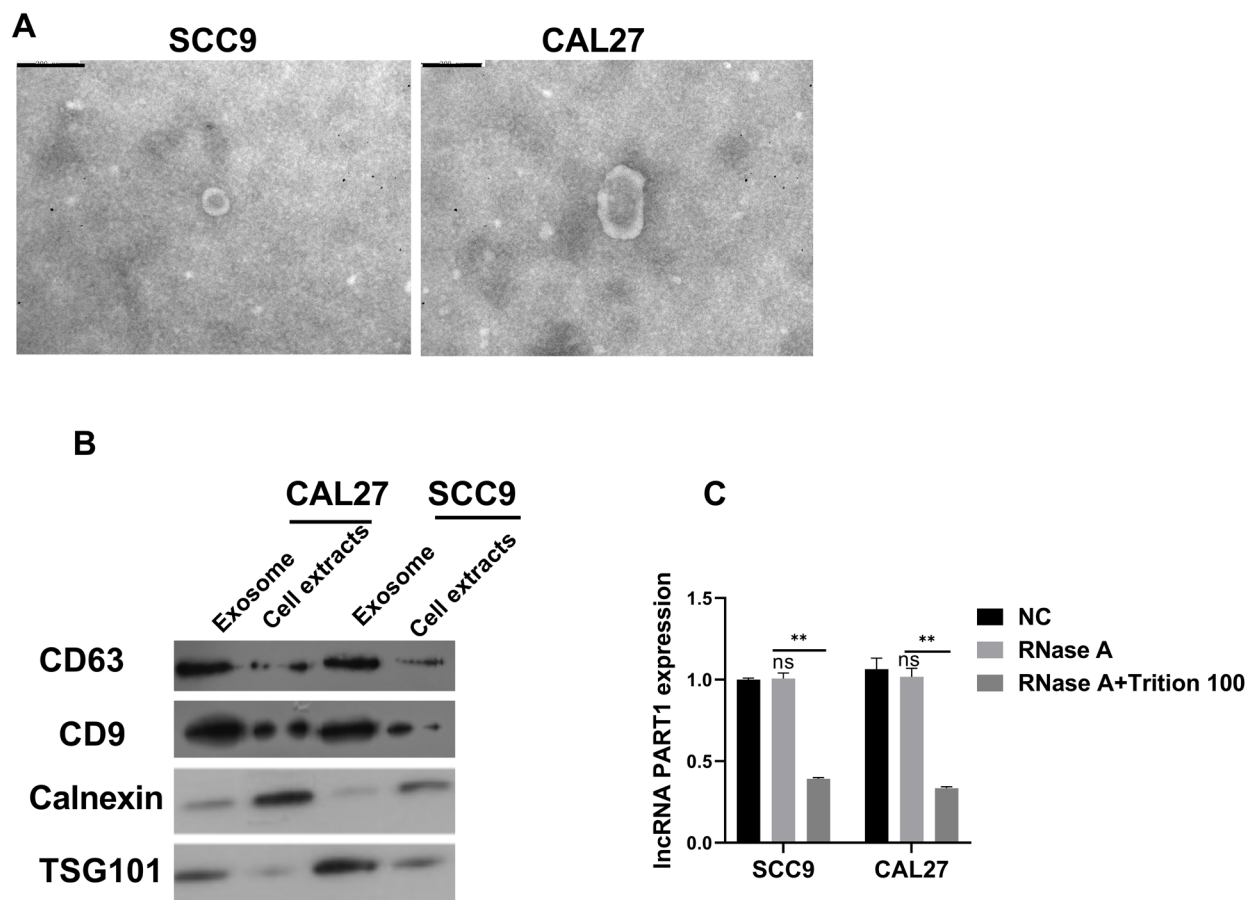 A
SCC9
CAL27
B
CAL27
SCC9
Exosome
Cell extracts
Exosome
Cell extracts
CD63
CD9
Calnexin
TSG101
C
lncRNA PART1 expression
1.5
1.0
0.5
0.0
ns
**
ns
**
SCC9
CAL27
NC
RNase A
RNase A+Trition 100